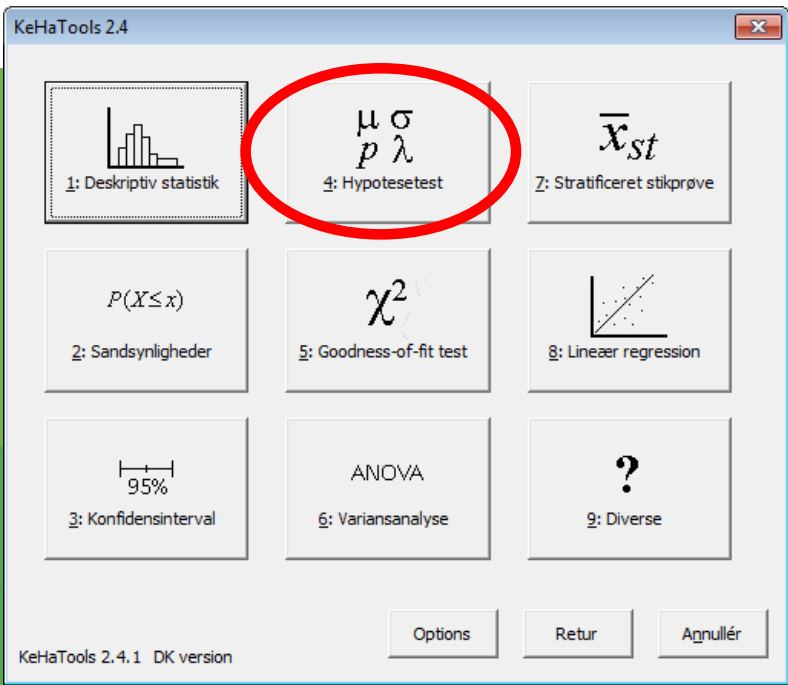 KeHaTools 2.4
1: Deskriptiv statistik
μ σ
p λ
4: Hypotesetest
x̅st
7: Stratificeret stikprøve
P(X≤x)
2: Sandsynligheder
χ²
5: Goodness-of-fit test
8: Lineær regression
95%
3: Konfidensinterval
ANOVA
6: Variansanalyse
?
9: Diverse
Options
Retur
Annullér
KeHaTools 2.4.1 DK version